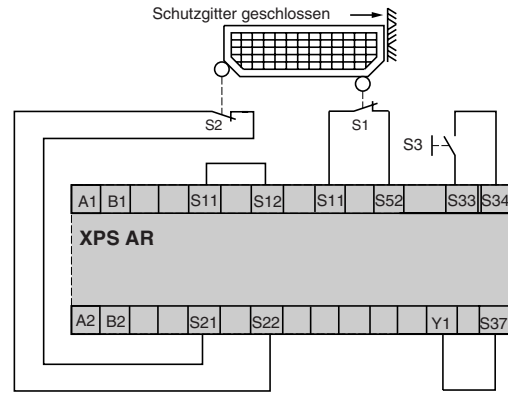 Schutzgitter geschlossen
S2
S1
S3
A1 B1 S11 S12 S11 S52 S33 S34
XPS AR
A2 B2 S21 S22 Y1 S37